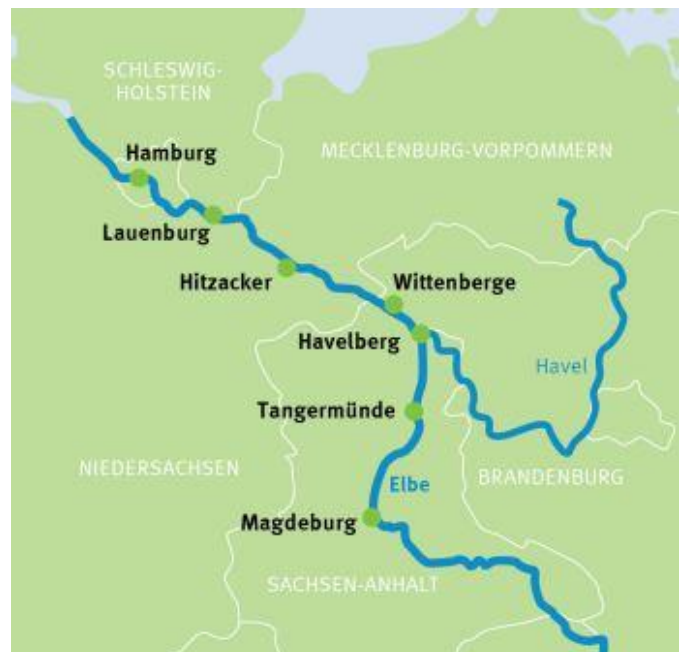 SCHLESWIG-
HOLSTEIN
Hamburg
MECKLENBURG-VORPOMMERN
Lauenburg
Hitzacker
Wittenberge
Havelberg
Havel
Tangermünde
NIEDERSACHSEN
Elbe
BRANDENBURG
Magdeburg
SACHSEN-ANHALT